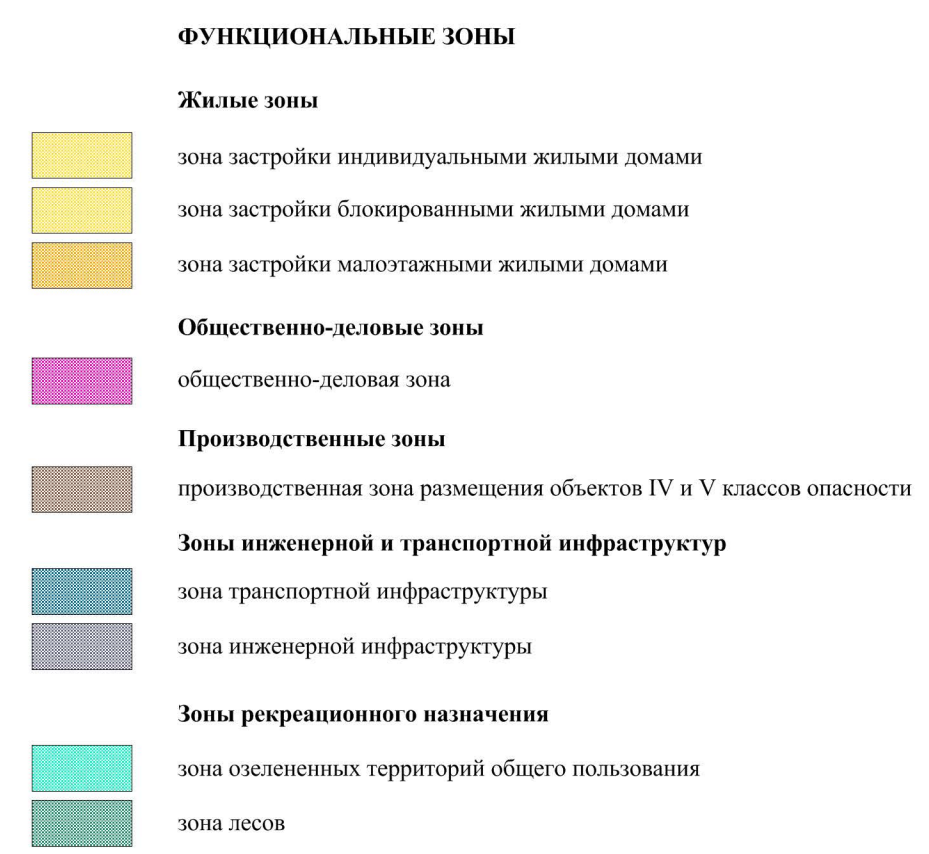 ФУНКЦИОНАЛЬНЫЕ ЗОНЫ
Жилые зоны
зона застройки индивидуальными жилыми домами
зона застройки блокированными жилыми домами
зона застройки малоэтажными жилыми домами
Общественно-деловые зоны
общественно-деловая зона
Производственные зоны
производственная зона размещения объектов IV и V классов опасности
Зоны инженерной и транспортной инфраструктур
зона транспортной инфраструктуры
зона инженерной инфраструктуры
Зоны рекреационного назначения
зона озелененных территорий общего пользования
зона лесов